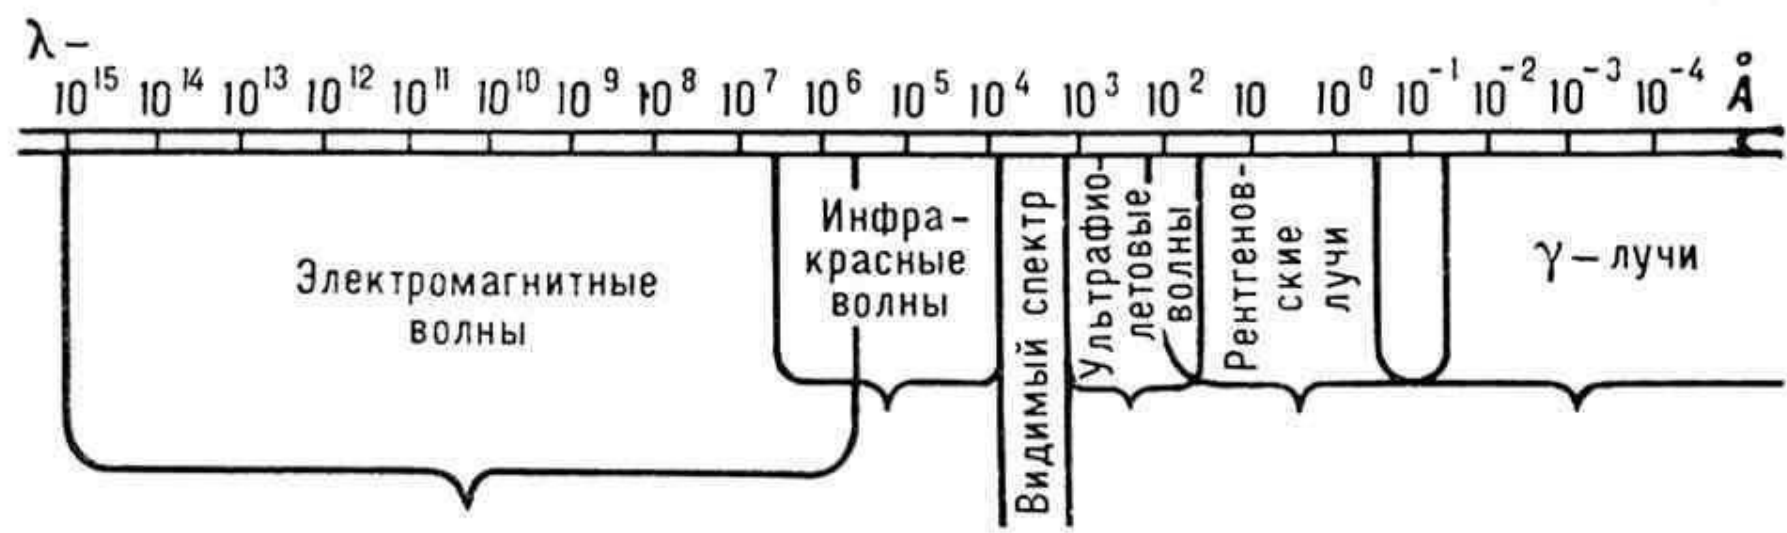 λ –
10¹⁵ 10¹⁴ 10¹³ 10¹² 10¹¹ 10¹⁰ 10⁹ 10⁸ 10⁷ 10⁶ 10⁵ 10⁴ 10³ 10² 10 10⁰ 10⁻¹ 10⁻² 10⁻³ 10⁻⁴ Å
Электромагнитные
волны
Инфра-
красные
волны
Видимый спектр
Ультрафио-
летовые
волны
Рентгенов-
ские
лучи
γ – лучи